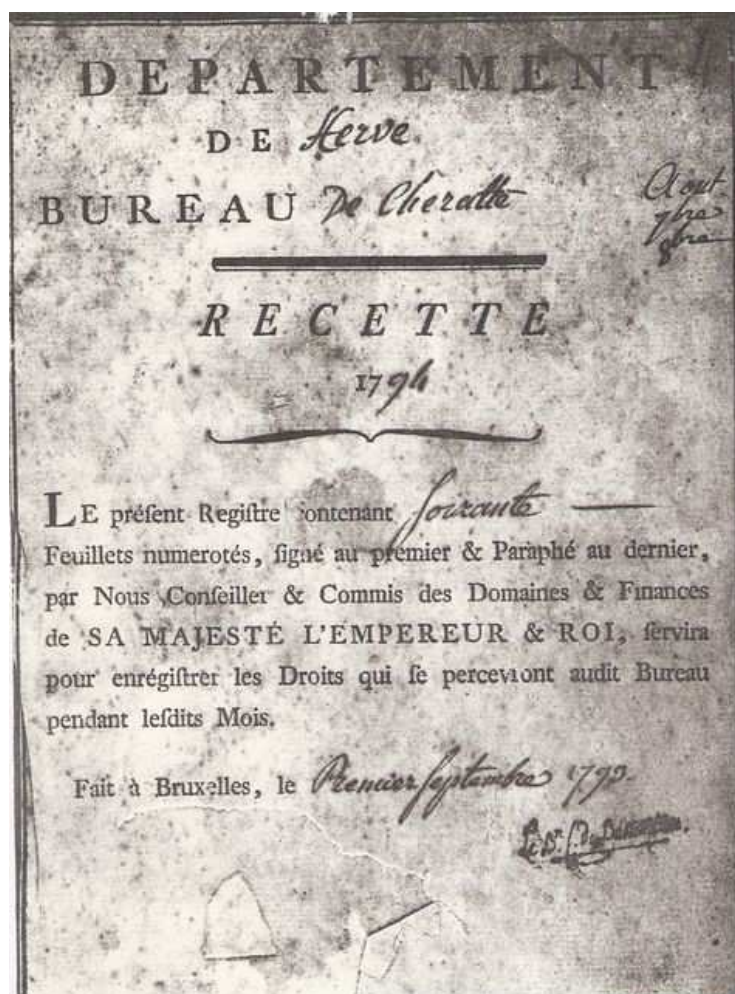 DEPARTEMENT
DE Herve
BUREAU De Cheratte
Aout
7bre
8bre
RECETTE
1794
LE préſent Regiſtre contenant soixante
Feuillets numerotés, ſigné au premier & Paraphé au dernier,
par Nous Conſeiller & Commis des Domaines & Finances
de SA MAJESTÉ L'EMPEREUR & ROI, ſervira
pour enrégiſtrer les Droits qui ſe percevront audit Bureau
pendant leſdits Mois.
Fait à Bruxelles, le Premier septembre 1793.